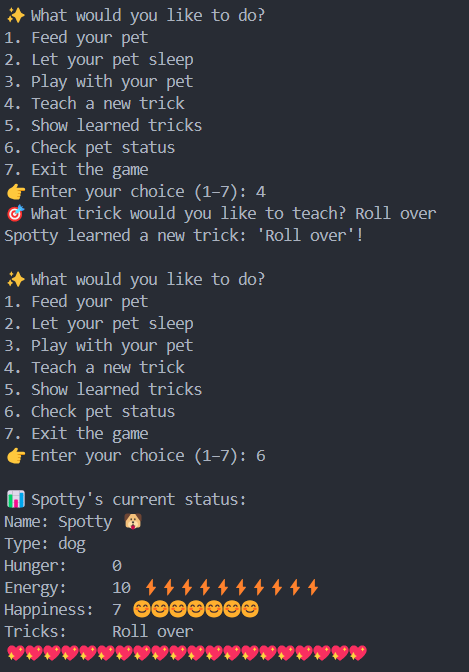 ✨ What would you like to do?
1. Feed your pet
2. Let your pet sleep
3. Play with your pet
4. Teach a new trick
5. Show learned tricks
6. Check pet status
7. Exit the game
👉 Enter your choice (1–7): 4
🎯 What trick would you like to teach? Roll over
Spotty learned a new trick: 'Roll over'!

✨ What would you like to do?
1. Feed your pet
2. Let your pet sleep
3. Play with your pet
4. Teach a new trick
5. Show learned tricks
6. Check pet status
7. Exit the game
👉 Enter your choice (1–7): 6

📊 Spotty's current status:
Name: Spotty 🐶
Type: dog
Hunger:    0
Energy:    10 ⚡⚡⚡⚡⚡⚡⚡⚡⚡⚡
Happiness: 7 😊😊😊😊😊😊😊
Tricks:    Roll over
💖💖💖💖💖💖💖💖💖💖💖💖💖💖💖💖💖💖💖💖